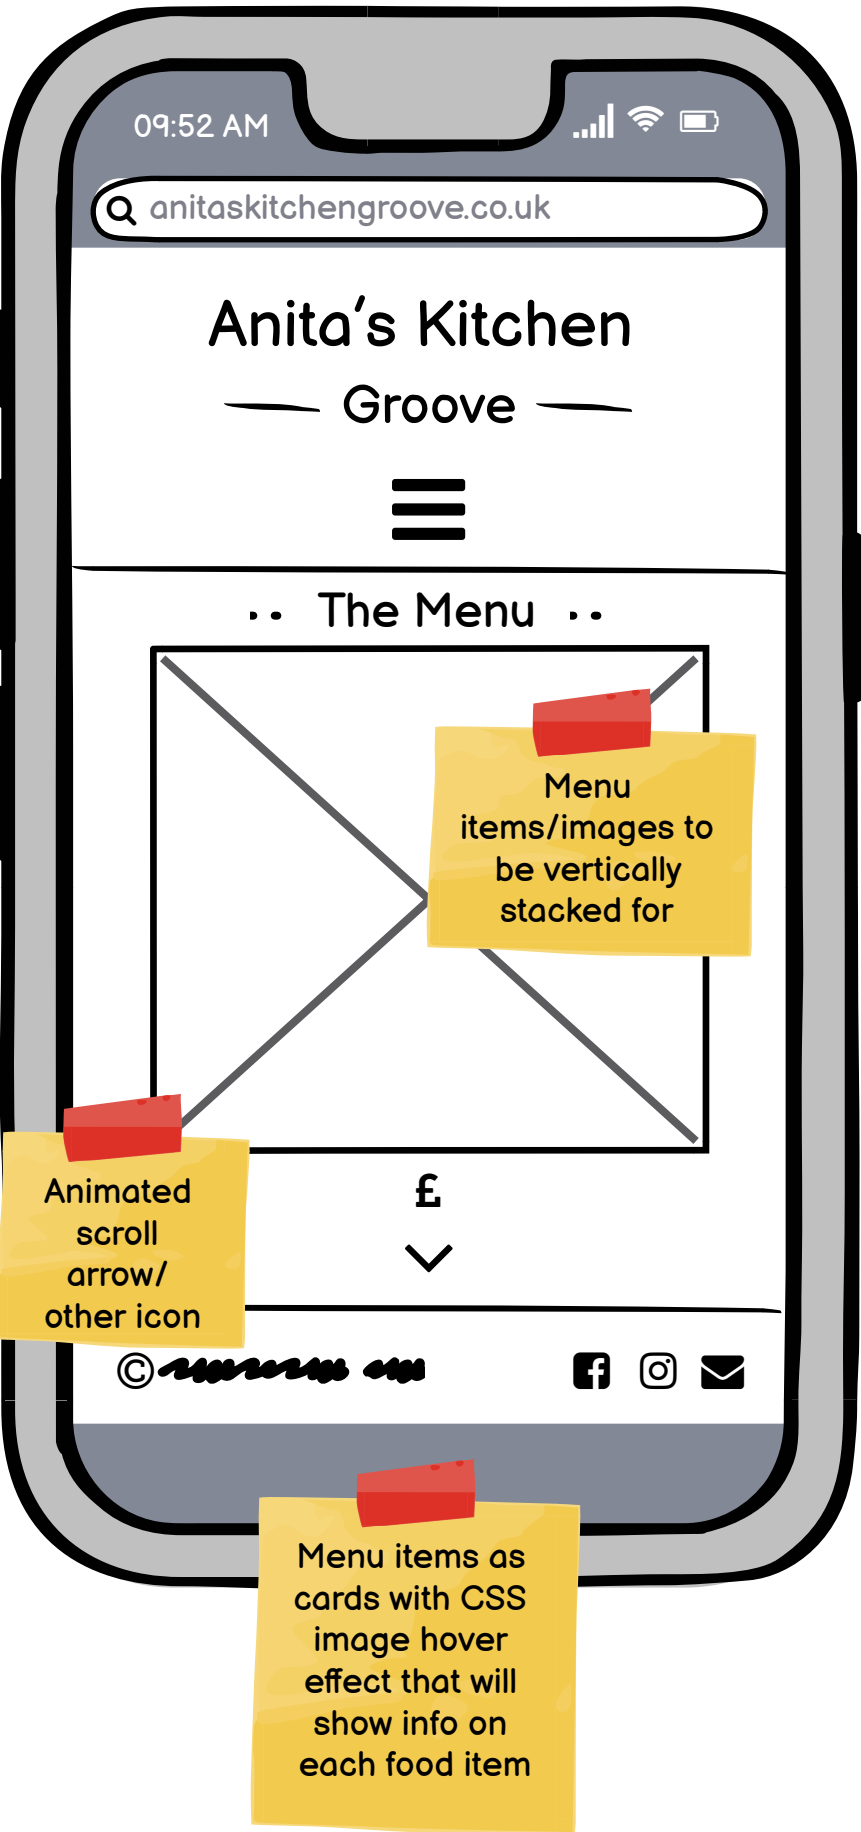 09:52 AM
anitaskitchengroove.co.uk
Anita's Kitchen
Groove
The Menu
Menu
items/images to
be vertically
stacked for
Animated
scroll
arrow/
other icon
£
©
Menu items as
cards with CSS
image hover
effect that will
show info on
each food item